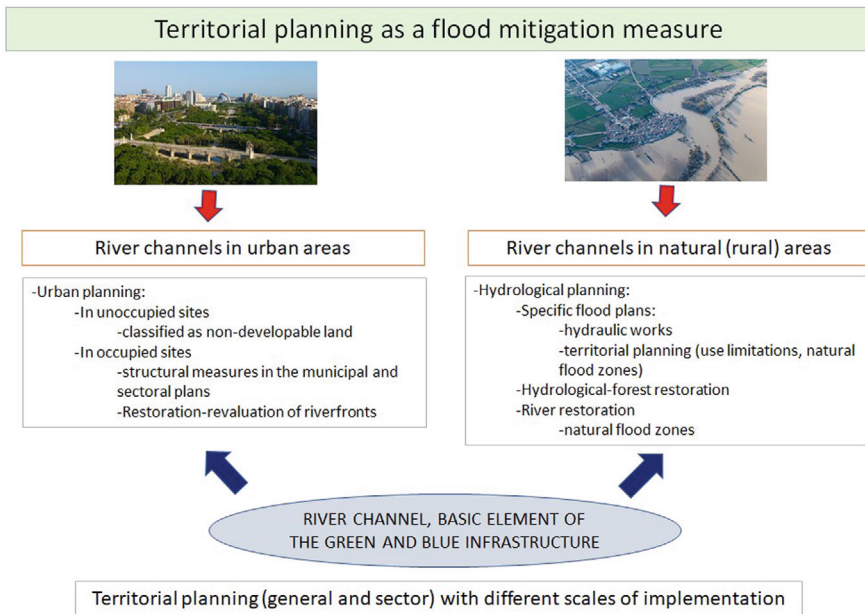 Territorial planning as a flood mitigation measure
River channels in urban areas
-Urban planning:
-In unoccupied sites
-classified as non-developable land
-In occupied sites
-structural measures in the municipal and
sectoral plans
-Restoration-revaluation of riverfronts
River channels in natural (rural) areas
-Hydrological planning:
-Specific flood plans:
-hydraulic works
-territorial planning (use limitations, natural
flood zones)
-Hydrological-forest restoration
-River restoration
-natural flood zones
RIVER CHANNEL, BASIC ELEMENT OF
THE GREEN AND BLUE INFRASTRUCTURE
Territorial planning (general and sector) with different scales of implementation